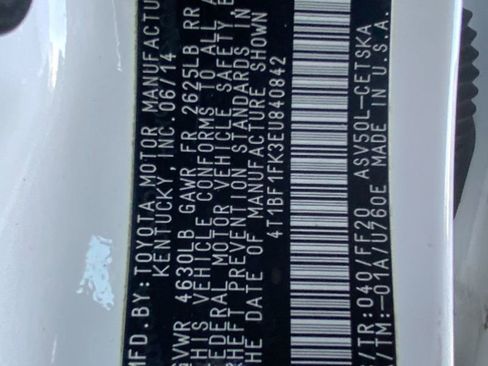 MFD.BY:TOYOTA MOTOR MANUFACTU
KENTUCKY, INC. 06/14
GVWR 4630LB GAWR FR 2625LB RR
THIS VEHICLE CONFORMS TO ALL A
FEDERAL MOTOR VEHICLE SAFETY B
THEFT PREVENTION STANDARDS IN
THE DATE OF MANUFACTURE SHOWN
4T1BF1FK3EU840842
/TR:040/FF20 ASV50L-CETSKA
/TM:-01A/U760E MADE IN U.S.A.